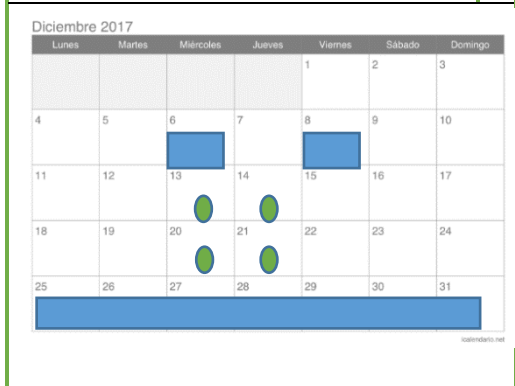 Diciembre 2017
Lunes Martes Miércoles Jueves Viernes Sábado Domingo
1 2 3
4 5 6 7 8 9 10
11 12 13 14 15 16 17
18 19 20 21 22 23 24
25 26 27 28 29 30 31
icalendario.net